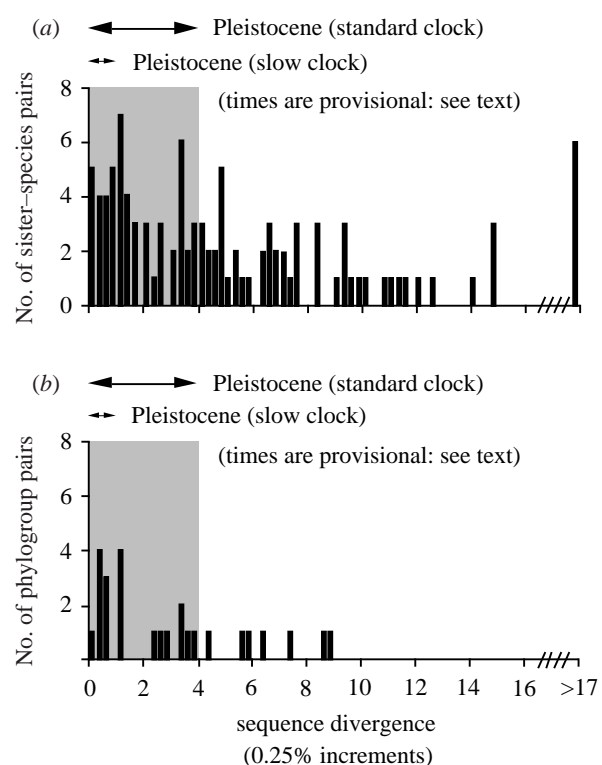 (a) Pleistocene (standard clock)
Pleistocene (slow clock)
(times are provisional: see text)
No. of sister–species pairs
8
6
4
2
0
(b) Pleistocene (standard clock)
Pleistocene (slow clock)
(times are provisional: see text)
No. of phylogroup pairs
8
6
4
2
0 2 4 6 8 10 12 14 16 >17
sequence divergence
(0.25% increments)